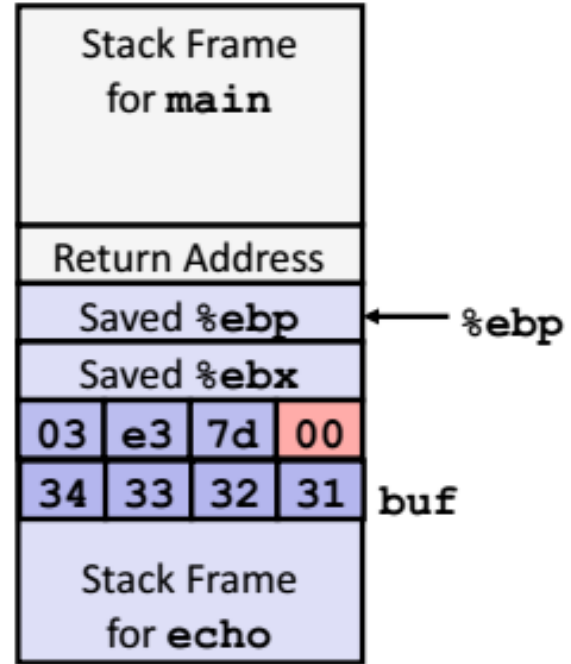 Stack Frame
for main
Return Address
Saved %ebp
%ebp
Saved %ebx
03 e3 7d 00
34 33 32 31 buf
Stack Frame
for echo